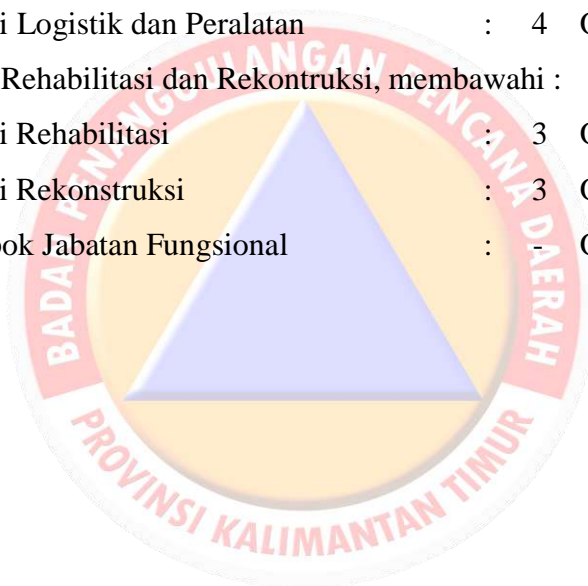 i Logistik dan Peralatan : 4
Rehabilitasi dan Rekontruksi, membawahi :
i Rehabilitasi : 3
i Rekonstruksi : 3
ok Jabatan Fungsional : -
BADAN PENANGGULANGAN BENCANA DAERAH
PROVINSI KALIMANTAN TIMUR